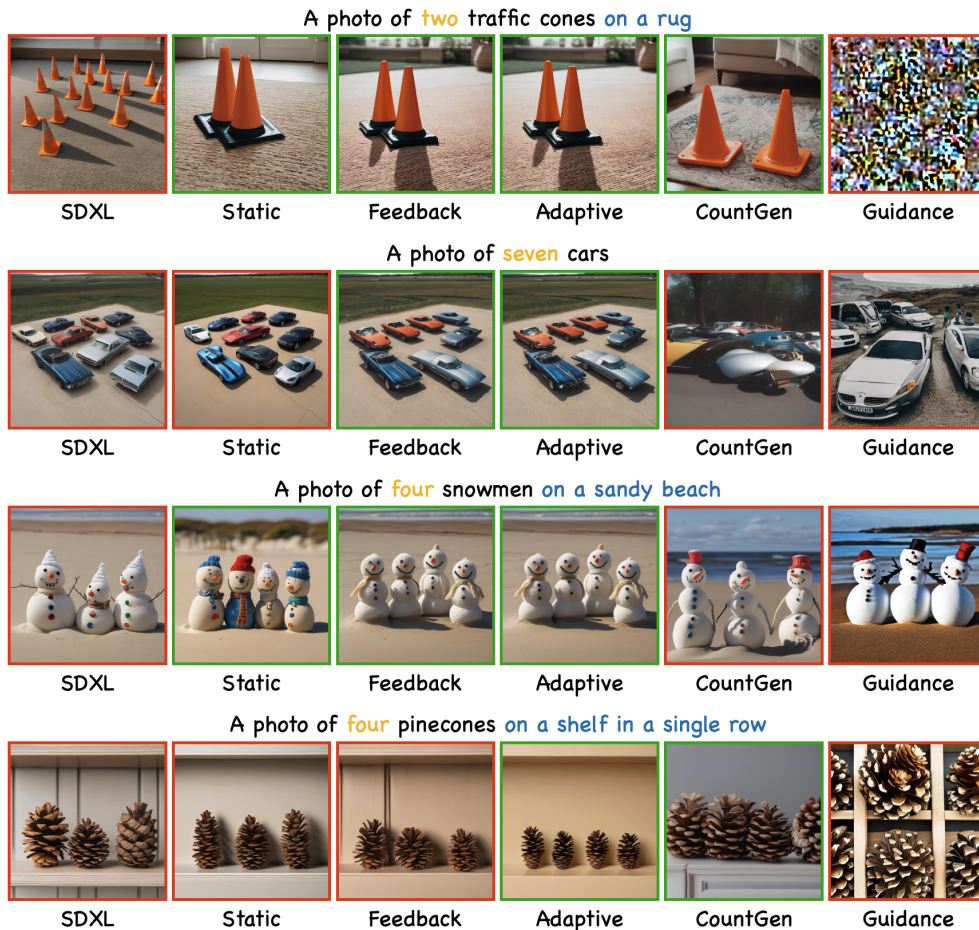 A photo of two traffic cones on a rug
SDXL Static Feedback Adaptive CountGen Guidance
A photo of seven cars
SDXL Static Feedback Adaptive CountGen Guidance
A photo of four snowmen on a sandy beach
SDXL Static Feedback Adaptive CountGen Guidance
A photo of four pinecones on a shelf in a single row
SDXL Static Feedback Adaptive CountGen Guidance